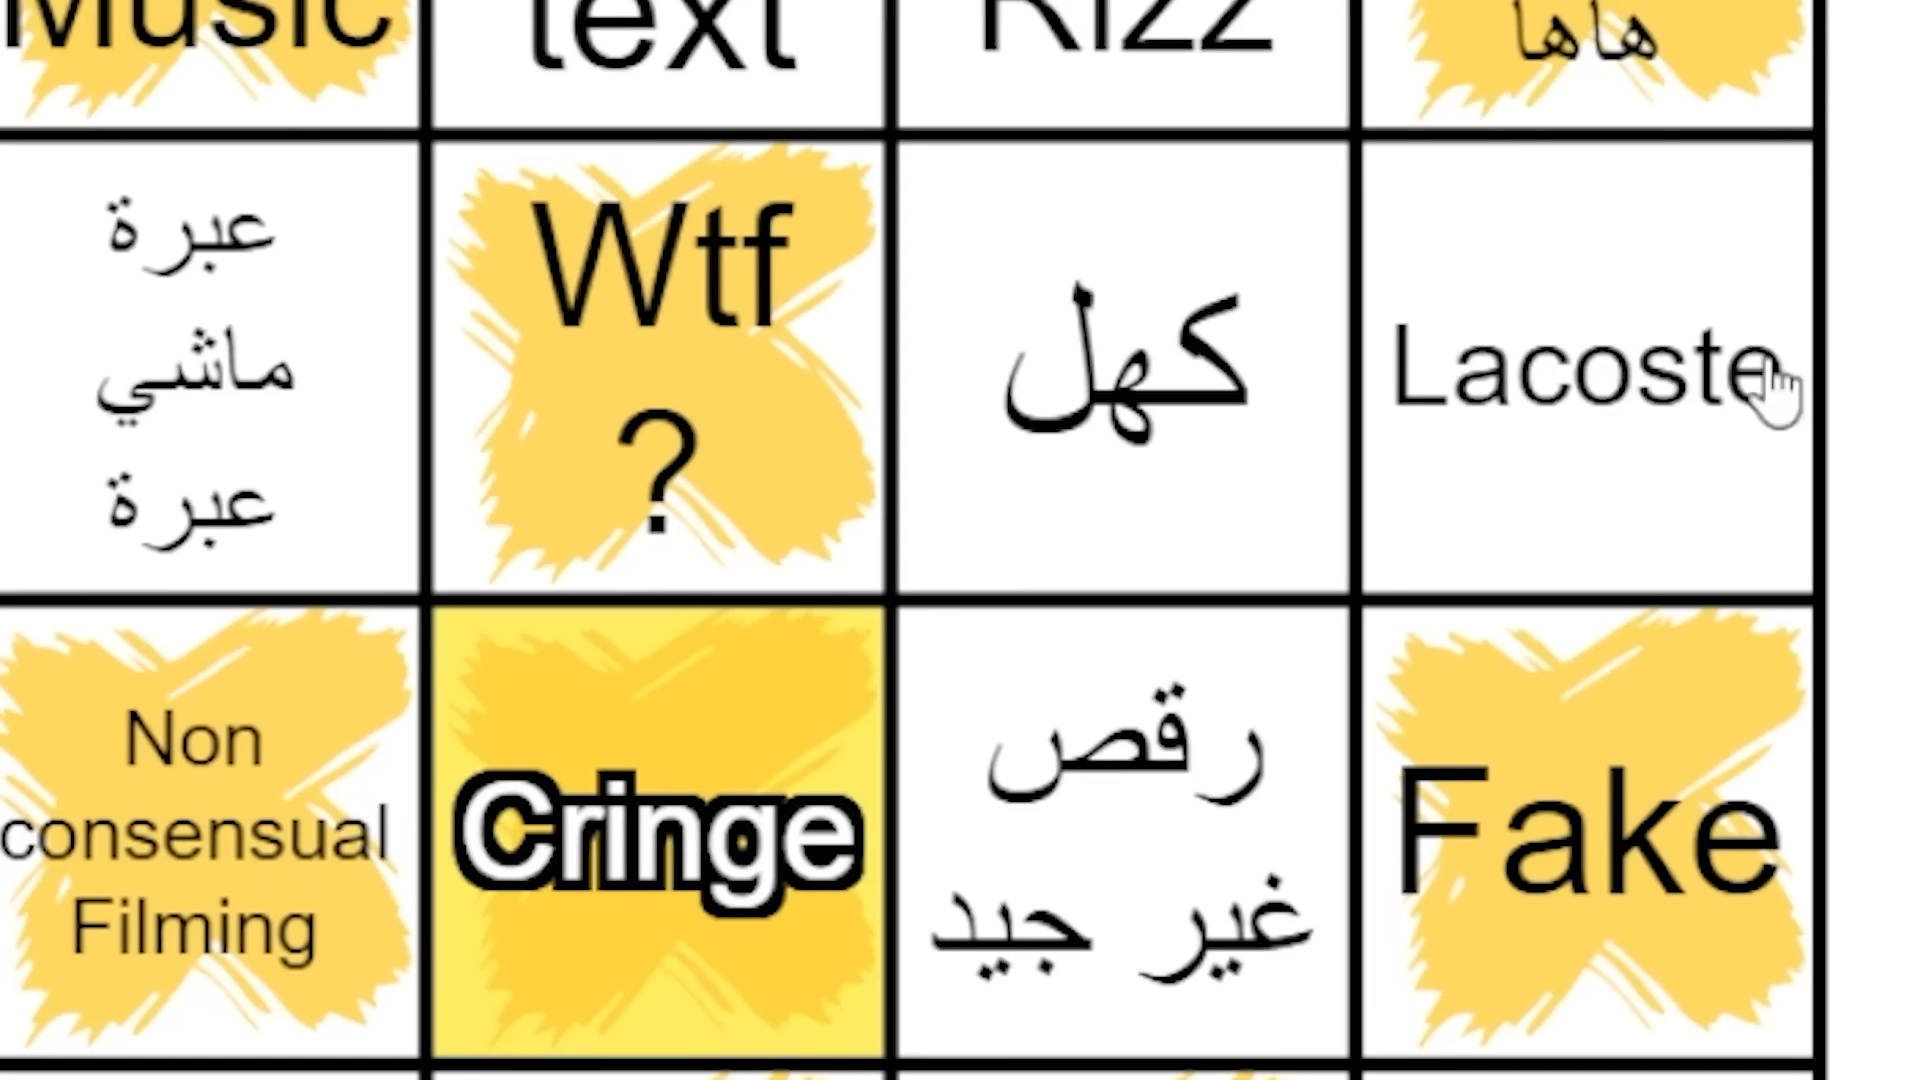 Music
text
Rizz
هاها
عبرة
ماشي
عبرة
Wtf
?
كهل
Lacoste
Non
consensual
Filming
Cringe
رقص
غير جيد
Fake